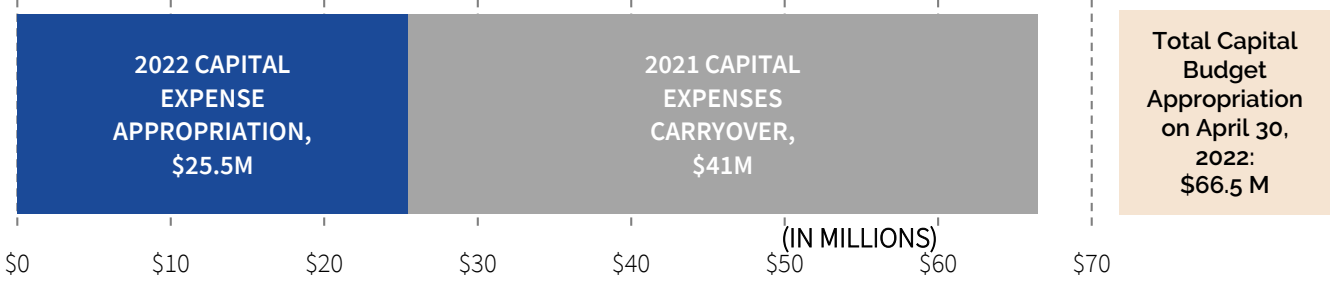 2022 CAPITAL
EXPENSE
APPROPRIATION,
$25.5M
2021 CAPITAL
EXPENSES
CARRYOVER,
$41M
Total Capital
Budget
Appropriation
on April 30,
2022:
$66.5 M
(IN MILLIONS)
$0 $10 $20 $30 $40 $50 $60 $70